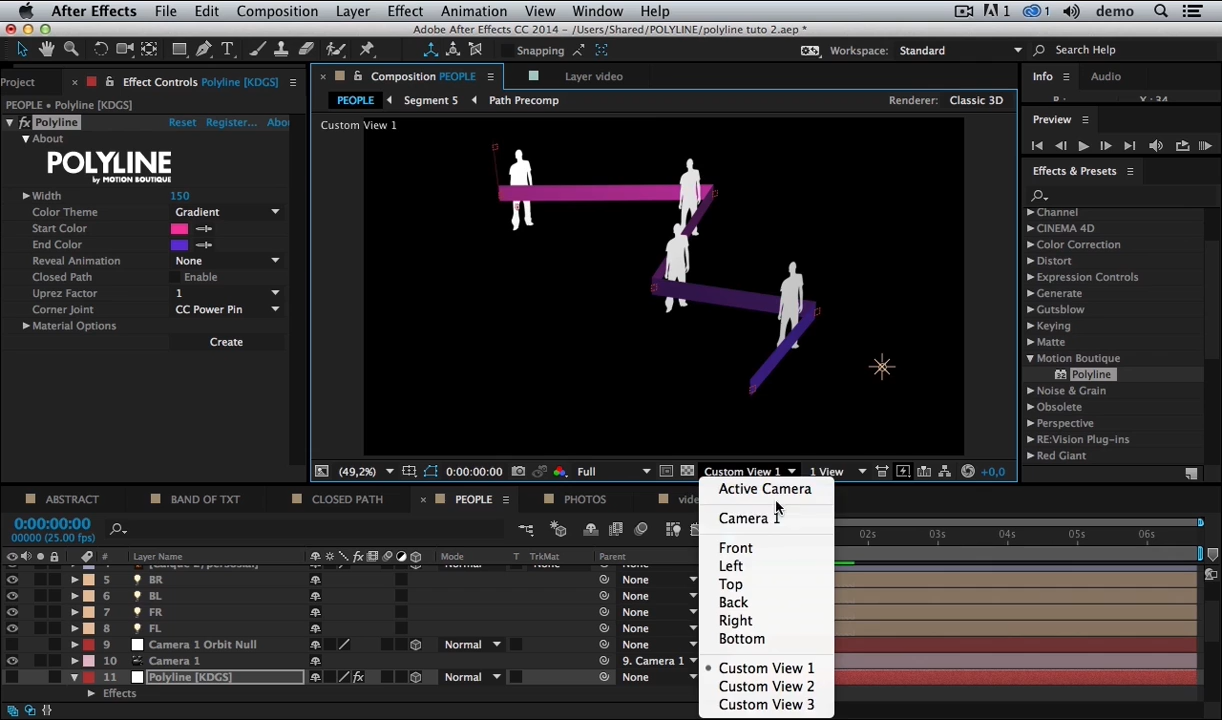 After Effects File Edit Composition Layer Effect Animation View Window Help 1 1 demo
Adobe After Effects CC 2014 - /Users/Shared/POLYLINE/polyline tuto 2.aep *
Snapping Workspace: Standard Search Help
Project × Effect Controls Polyline [KDGS]
PEOPLE • Polyline [KDGS]
fx Polyline Reset Register... Abou
About
POLYLINE
by MOTION BOUTIQUE
Width 150
Color Theme Gradient
Start Color
End Color
Reveal Animation None
Closed Path Enable
Uprez Factor 1
Corner Joint CC Power Pin
Material Options
Create
× Composition PEOPLE Layer video
PEOPLE Segment 5 Path Precomp Renderer: Classic 3D
Custom View 1
(49,2%) 0:00:00:00 Full Custom View 1 1 View +0,0
Active Camera
Camera 1
Front
Left
Top
Back
Right
Bottom
Custom View 1
Custom View 2
Custom View 3
Info Audio
Y : 34
Preview
Effects & Presets
Channel
CINEMA 4D
Color Correction
Distort
Expression Controls
Generate
Gutsblow
Keying
Matte
Motion Boutique
32 Polyline
Noise & Grain
Obsolete
Perspective
RE:Vision Plug-ins
Red Giant
ABSTRACT BAND OF TXT CLOSED PATH × PEOPLE PHOTOS vide
0:00:00:00
00000 (25.00 fps)
02s 03s 04s 05s 06s
# Layer Name fx Mode T TrkMat Parent
5 BR None
6 BL None
7 FR None
8 FL None
9 Camera 1 Orbit Null Normal None
10 Camera 1 9. Camera 1
11 Polyline [KDGS] fx Normal None
Effects